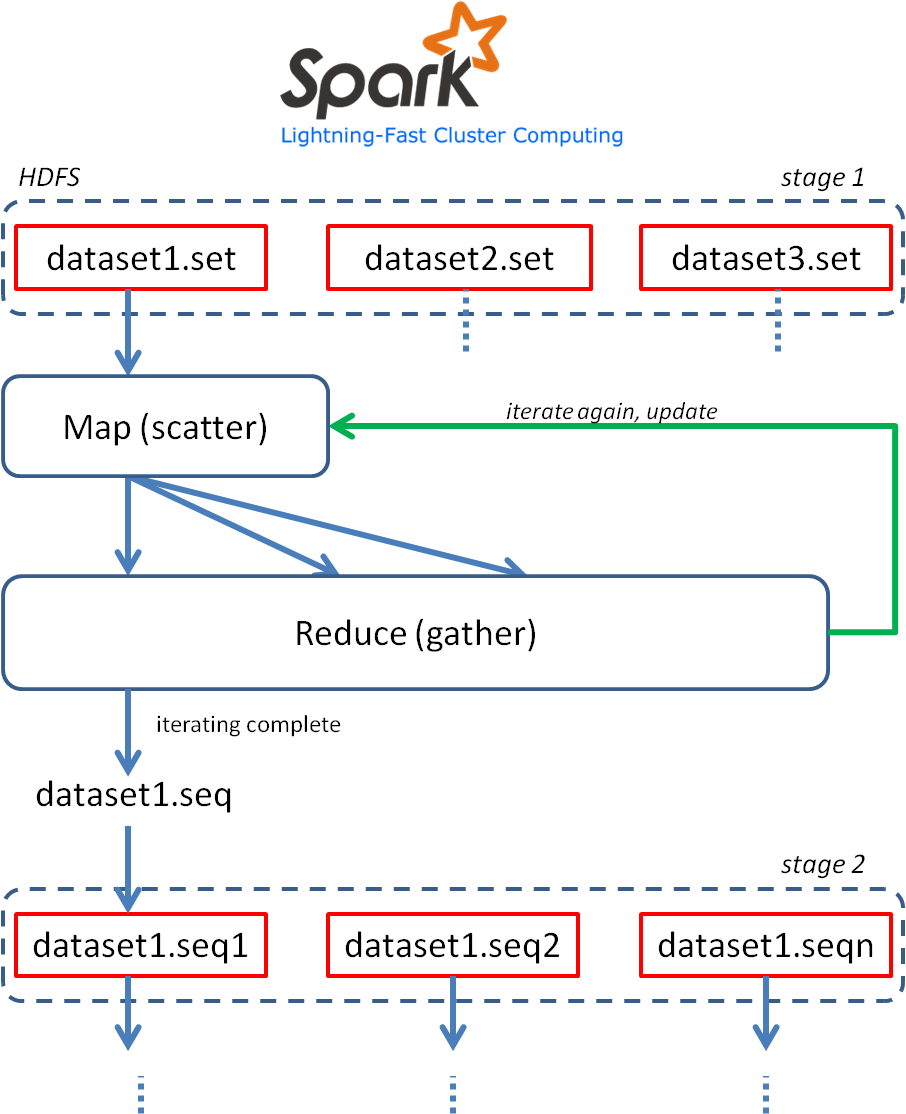 Spark
Lightning-Fast Cluster Computing
HDFS
stage 1
dataset1.set
dataset2.set
dataset3.set
Map (scatter)
iterate again, update
Reduce (gather)
iterating complete
dataset1.seq
stage 2
dataset1.seq1
dataset1.seq2
dataset1.seqn